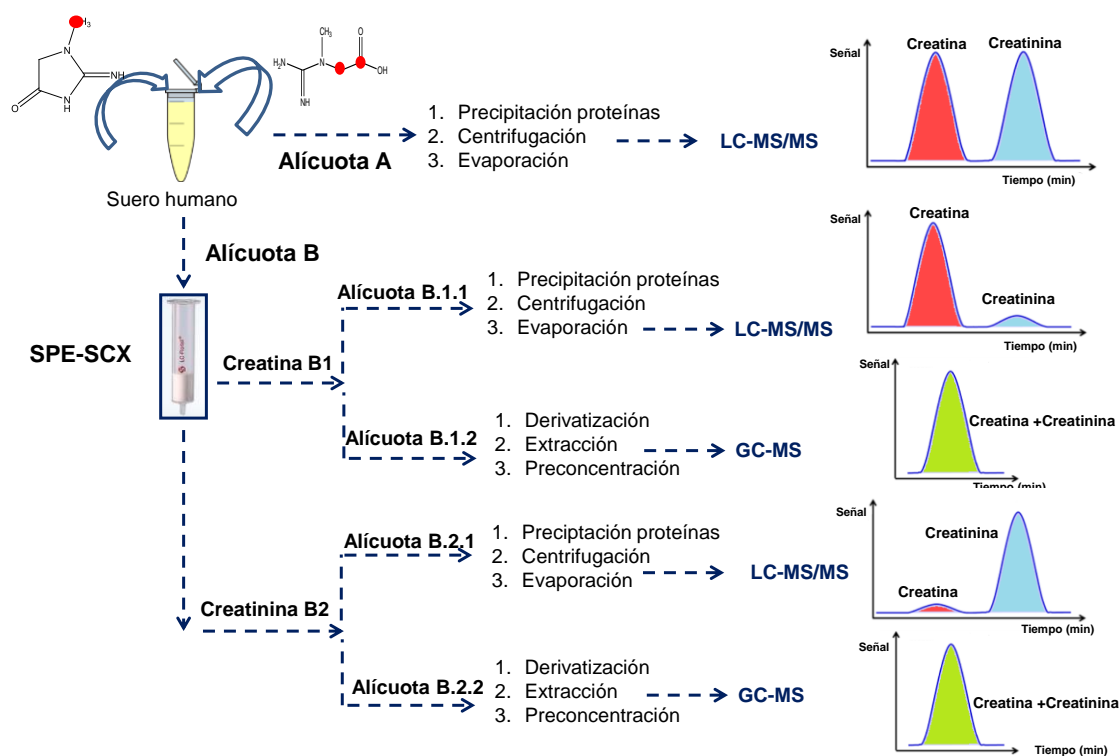 CH3
N
NH
NH
O
CH3
O
H2N
N
OH
NH
Suero humano
Alícuota A
1. Precipitación proteínas
2. Centrifugación
3. Evaporación
LC-MS/MS
Señal
Creatina
Creatinina
Tiempo (min)
Alícuota B
SPE-SCX
Creatina B1
Alícuota B.1.1
1. Precipitación proteínas
2. Centrifugación
3. Evaporación
LC-MS/MS
Señal
Creatina
Creatinina
Tiempo (min)
Alícuota B.1.2
1. Derivatización
2. Extracción
3. Preconcentración
GC-MS
Señal
Creatina +Creatinina
Tiempo (min)
Creatinina B2
Alícuota B.2.1
1. Preciptación proteínas
2. Centrifugación
3. Evaporación
LC-MS/MS
Señal
Creatinina
Creatina
Tiempo (min)
Alícuota B.2.2
1. Derivatización
2. Extracción
3. Preconcentración
GC-MS
Señal
Creatina +Creatinina
Tiempo (min)